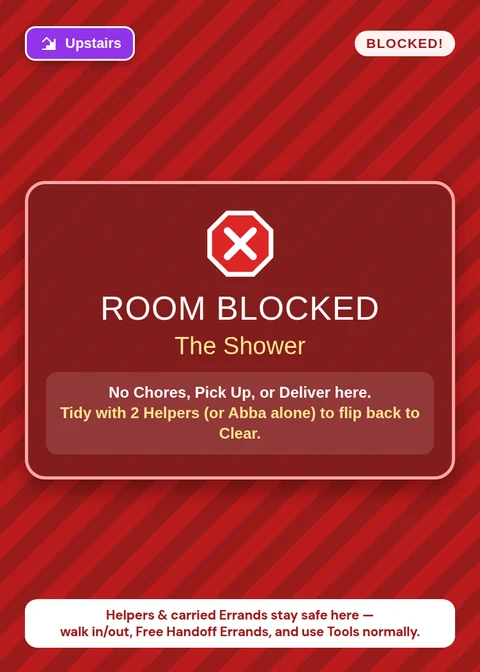 Upstairs
BLOCKED!
ROOM BLOCKED
The Shower
No Chores, Pick Up, or Deliver here.
Tidy with 2 Helpers (or Abba alone) to flip back to
Clear.
Helpers & carried Errands stay safe here —
walk in/out, Free Handoff Errands, and use Tools normally.